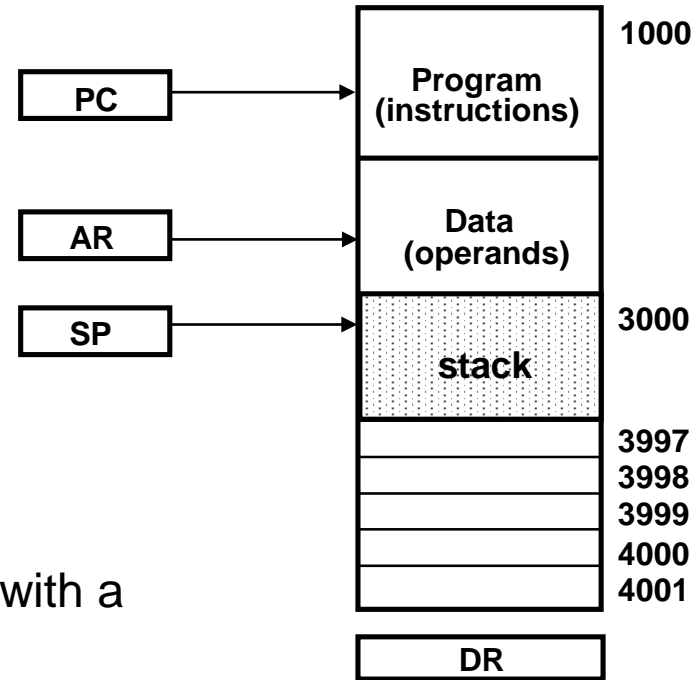 1000
PC
Program
(instructions)
AR
Data
(operands)
SP
3000
stack
3997
3998
3999
4000
4001
with a
DR